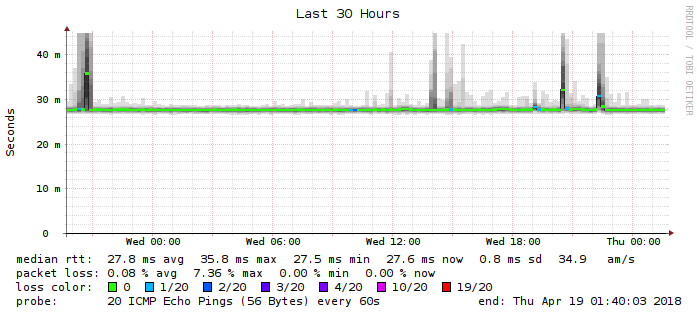 Last 30 Hours
RRDTOOL / TOBI OETIKER
Seconds
40 m
30 m
20 m
10 m
0
Wed 00:00 Wed 06:00 Wed 12:00 Wed 18:00 Thu 00:00
median rtt: 27.8 ms avg 35.8 ms max 27.5 ms min 27.6 ms now 0.8 ms sd 34.9 am/s
packet loss: 0.08 % avg 7.36 % max 0.00 % min 0.00 % now
loss color: 0 1/20 2/20 3/20 4/20 10/20 19/20
probe: 20 ICMP Echo Pings (56 Bytes) every 60s end: Thu Apr 19 01:40:03 2018